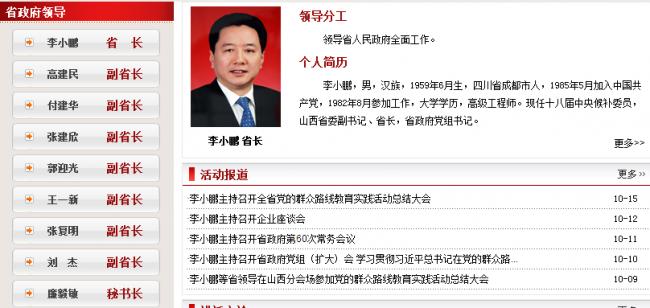 省政府领导
李小鹏 省 长
高建民 副省长
付建华 副省长
张建欣 副省长
郭迎光 副省长
王一新 副省长
张复明 副省长
刘 杰 副省长
廉毅敏 秘书长
李小鹏 省长
领导分工
领导省人民政府全面工作。
个人简历
李小鹏，男，汉族，1959年6月生，四川省成都市人，1985年5月加入中国共
产党，1982年8月参加工作，大学学历，高级工程师。现任十八届中央候补委员，
山西省委副书记、省长，省政府党组书记。
更多>>
活动报道 更多 >>
李小鹏主持召开全省党的群众路线教育实践活动总结大会 10-15
李小鹏主持召开企业座谈会 10-12
李小鹏主持召开省政府第60次常务会议 10-11
李小鹏主持召开省政府党组（扩大）会 学习贯彻习近平总书记在党的群众路... 10-10
李小鹏等省领导在山西分会场参加党的群众路线教育实践活动总结大会 10-09